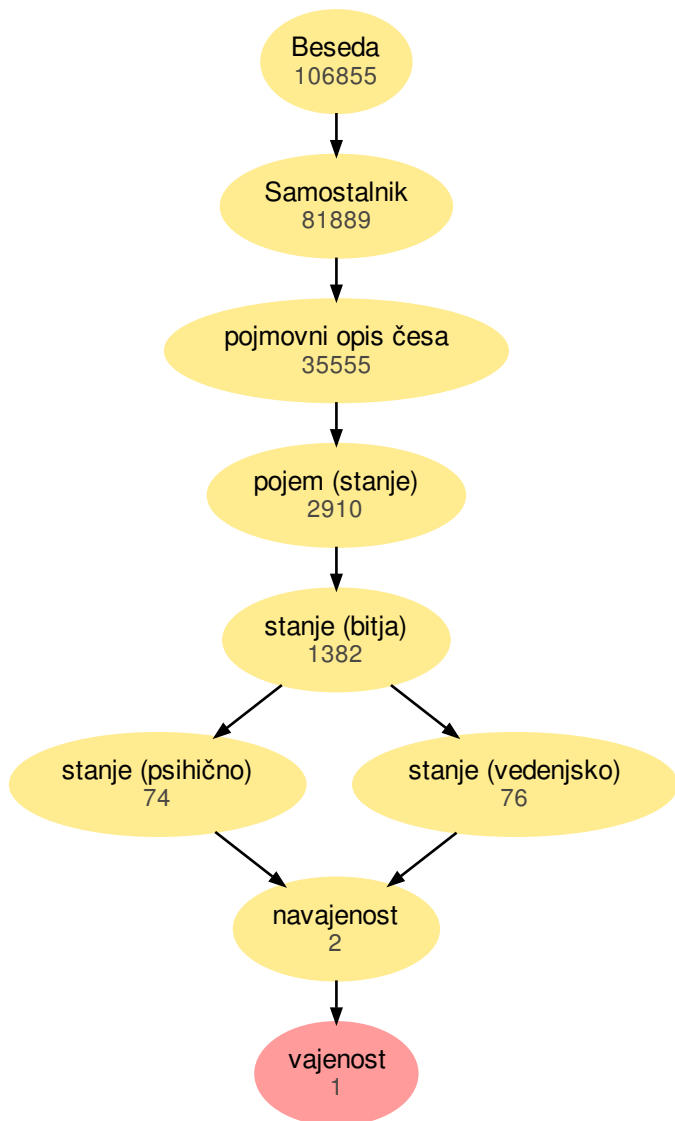 Beseda
106855
Samostalnik
81889
pojmovni opis česa
35555
pojem (stanje)
2910
stanje (bitja)
1382
stanje (psihično)
74
stanje (vedenjsko)
76
navajenost
2
vajenost
1